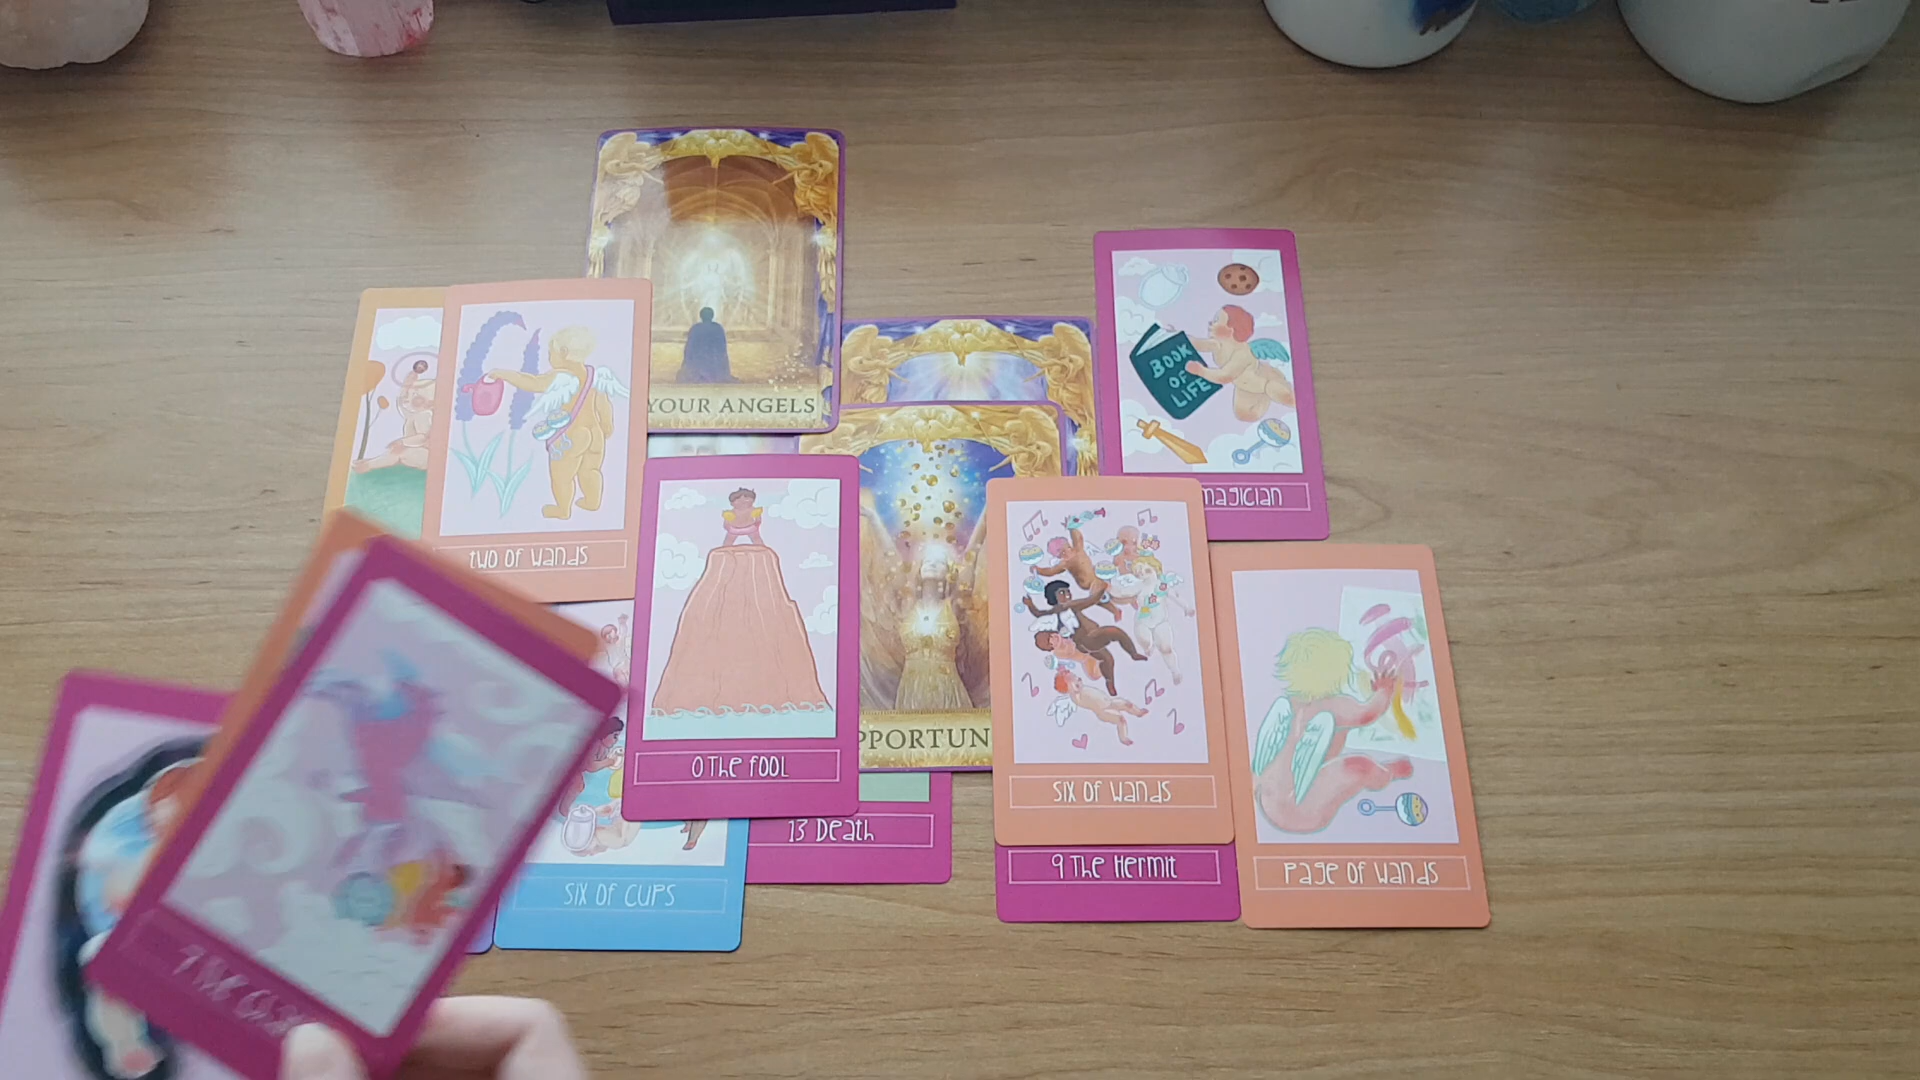 YOUR ANGELS
BOOK
OF
LIFE
magician
two of wands
0 The fool
PPORTUN
six of wands
13 Death
9 The Hermit
Page of wands
six of cups